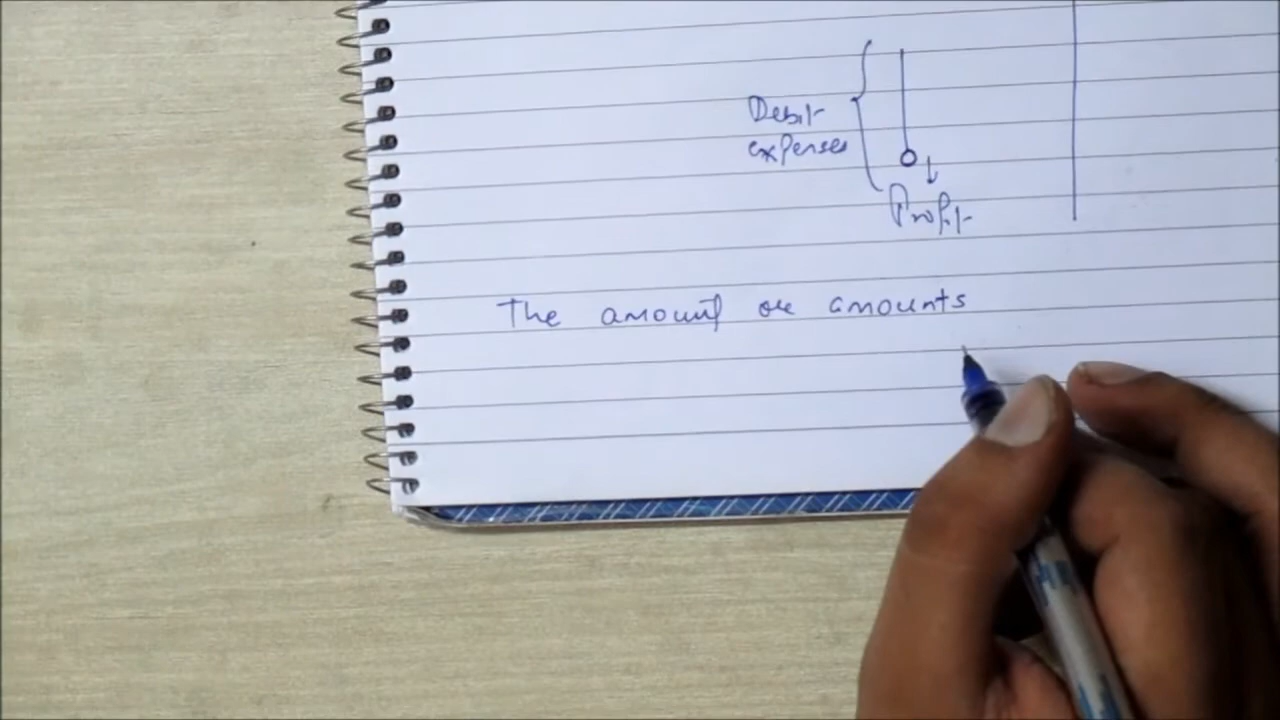 Debit
expenses
Profit
The amount or amounts